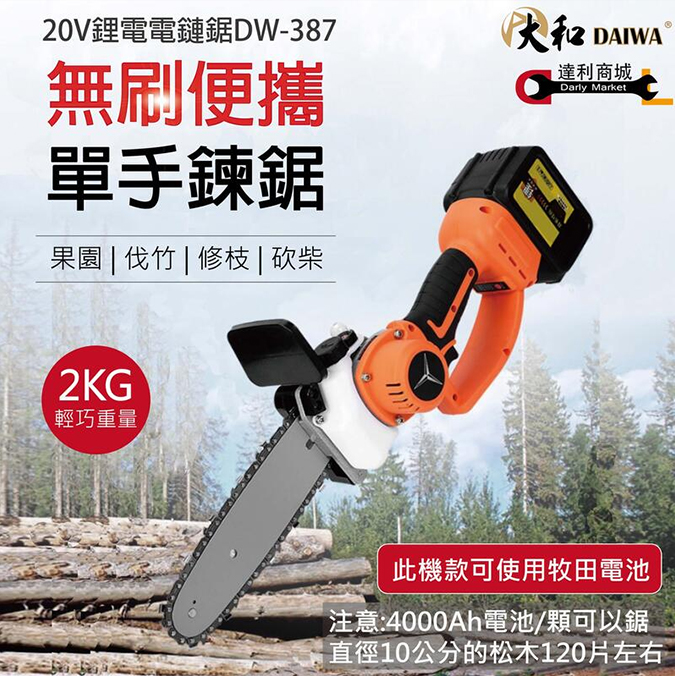 20V鋰電電鏈鋸DW-387
大和 DAIWA®
達利商城
Darly Market
無刷便攜
單手鍊鋸
果園 | 伐竹 | 修枝 | 砍柴
2KG
輕巧重量
此機款可使用牧田電池
注意:4000Ah電池/顆可以鋸
直徑10公分的松木120片左右